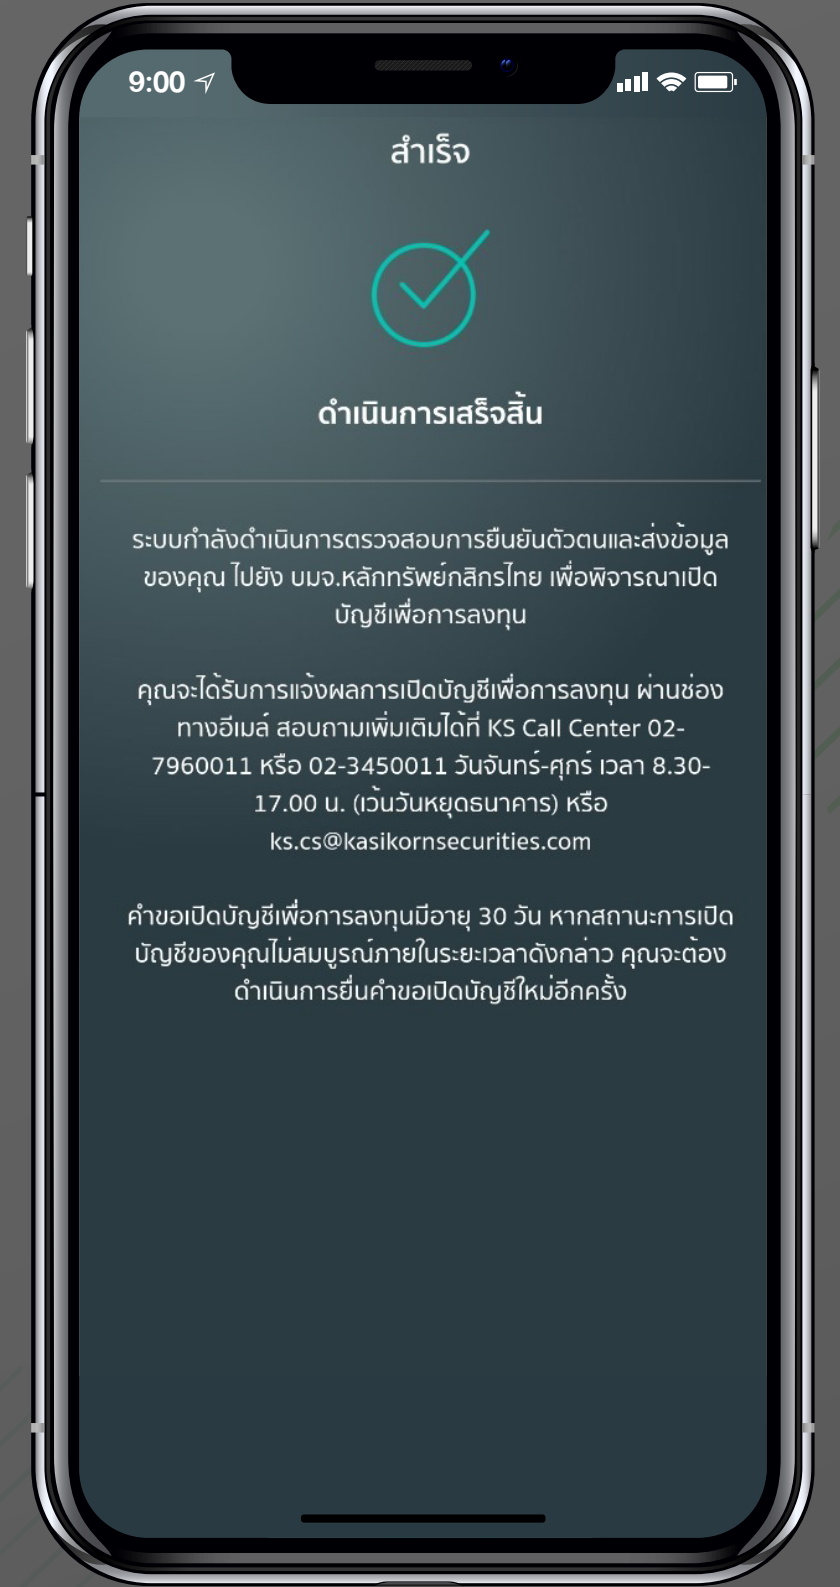 9:00
สำเร็จ
ดำเนินการเสร็จสิ้น
ระบบกำลังดำเนินการตรวจสอบการยืนยันตัวตนและส่งข้อมูล
ของคุณ ไปยัง บมจ.หลักทรัพย์กสิกรไทย เพื่อพิจารณาเปิด
บัญชีเพื่อการลงทุน
คุณจะได้รับการแจ้งผลการเปิดบัญชีเพื่อการลงทุน ผ่านช่อง
ทางอีเมล์ สอบถามเพิ่มเติมได้ที่ KS Call Center 02-
7960011 หรือ 02-3450011 วันจันทร์-ศุกร์ เวลา 8.30-
17.00 น. (เว้นวันหยุดธนาคาร) หรือ
ks.cs@kasikornsecurities.com
คำขอเปิดบัญชีเพื่อการลงทุนมีอายุ 30 วัน หากสถานะการเปิด
บัญชีของคุณไม่สมบูรณ์ภายในระยะเวลาดังกล่าว คุณจะต้อง
ดำเนินการยื่นคำขอเปิดบัญชีใหม่อีกครั้ง